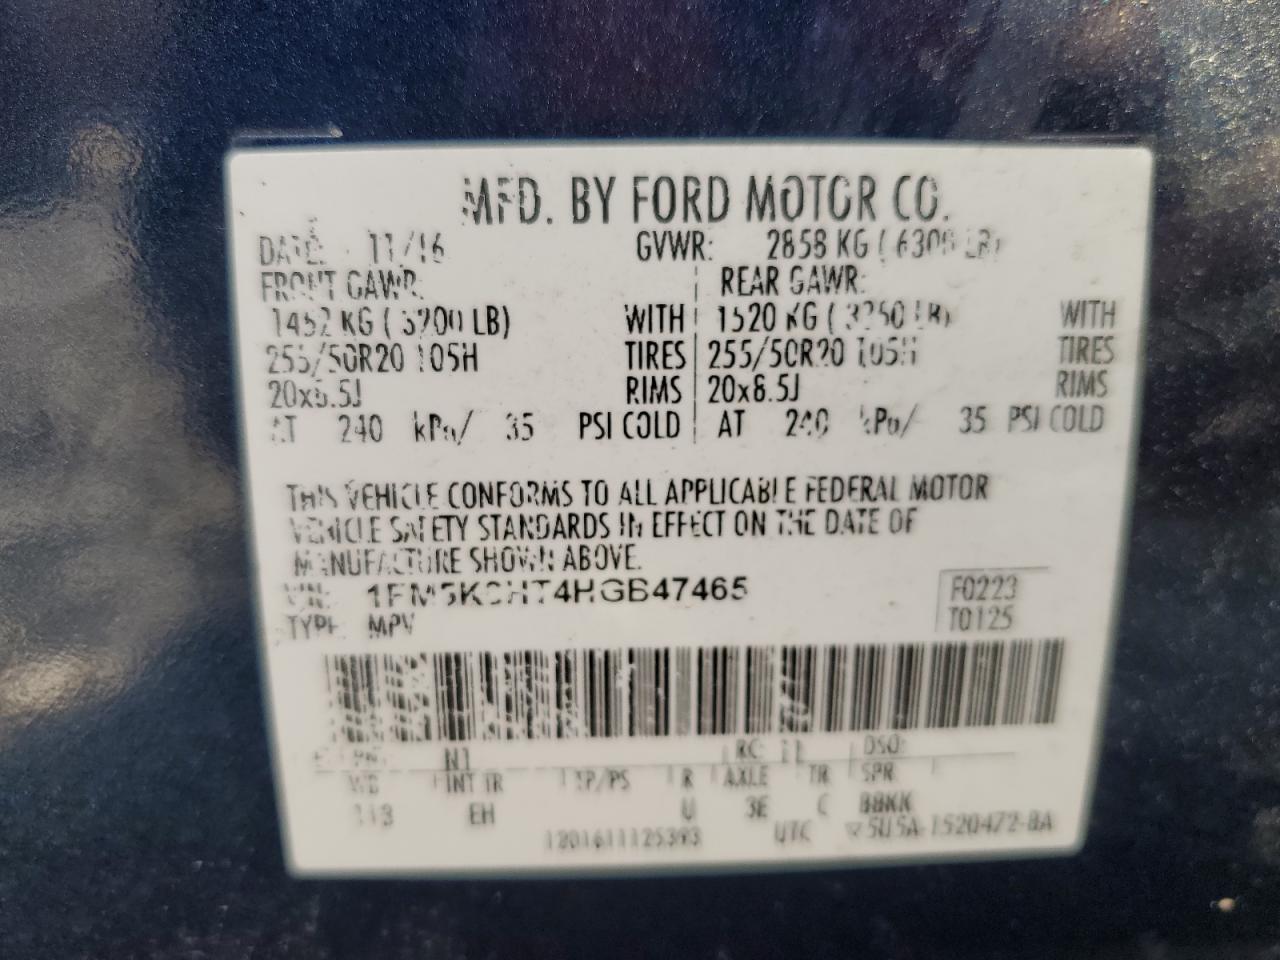 MFD. BY FORD MOTOR CO.
DATE: 11/16 GVWR: 2858 KG ( 6300 LB)
FRONT GAWR: REAR GAWR:
1452 KG ( 3200 LB) WITH 1520 KG ( 3350 LB) WITH
255/50R20 105H TIRES 255/50R20 105H TIRES
20x8.5J RIMS 20x8.5J RIMS
AT 240 kPa/ 35 PSI COLD AT 240 kPa/ 35 PSI COLD
THIS VEHICLE CONFORMS TO ALL APPLICABLE FEDERAL MOTOR
VEHICLE SAFETY STANDARDS IN EFFECT ON THE DATE OF
MANUFACTURE SHOWN ABOVE.
VIN: 1FM5K8HT4HGB47465 F0223
TYPE: MPV T0125
N1 RC: 11 DSO:
WB INT TR TP/PS R AXLE TR SPR
113 EH U 3E C BBKK
1201611125393 UTC 5U5A-1520472-BA